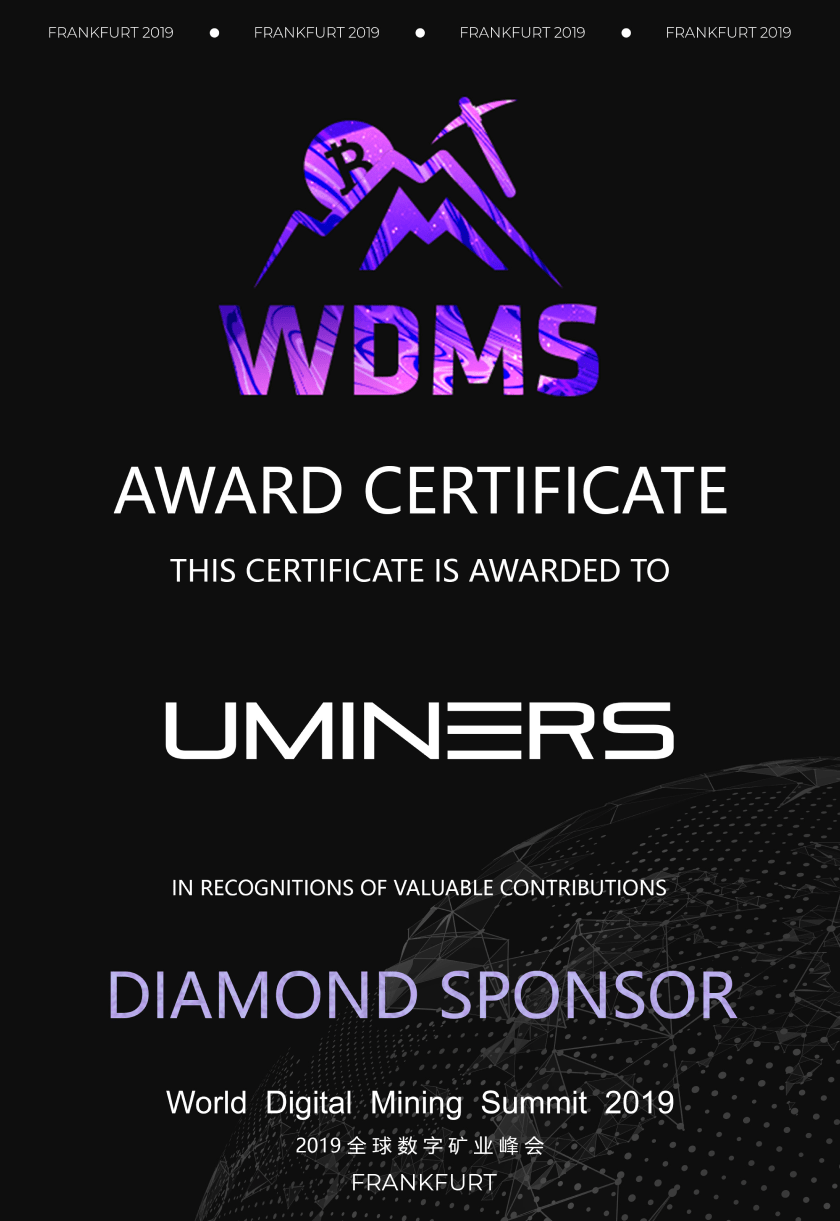 FRANKFURT 2019 ● FRANKFURT 2019 ● FRANKFURT 2019 ● FRANKFURT 2019
WDMS
AWARD CERTIFICATE
THIS CERTIFICATE IS AWARDED TO
UMINERS
IN RECOGNITIONS OF VALUABLE CONTRIBUTIONS
DIAMOND SPONSOR
World Digital Mining Summit 2019
2019全球数字矿业峰会
FRANKFURT